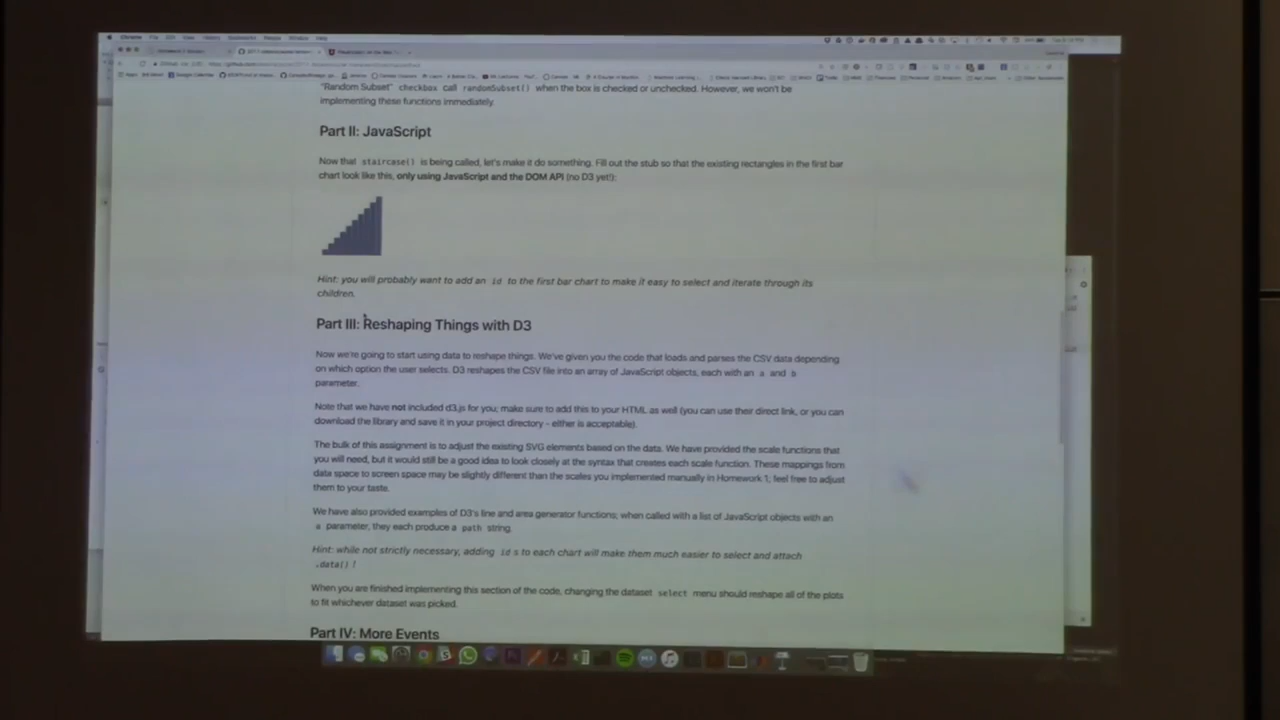 Chrome File Edit View History Bookmarks People Window Help
"Random Subset" checkbox call randomSubset() when the box is checked or unchecked. However, we won't be
implementing these functions immediately.
Part II: JavaScript
Now that staircase() is being called, let's make it do something. Fill out the stub so that the existing rectangles in the first bar
chart look like this, only using JavaScript and the DOM API (no D3 yet!):
Hint: you will probably want to add an id to the first bar chart to make it easy to select and iterate through its
children.
Part III: Reshaping Things with D3
Now we're going to start using data to reshape things. We've given you the code that loads and parses the CSV data depending
on which option the user selects. D3 reshapes the CSV file into an array of JavaScript objects, each with an a and b
parameter.
Note that we have not included d3.js for you; make sure to add this to your HTML as well (you can use their direct link, or you can
download the library and save it in your project directory - either is acceptable).
The bulk of this assignment is to adjust the existing SVG elements based on the data. We have provided the scale functions that
you will need, but it would still be a good idea to look closely at the syntax that creates each scale function. These mappings from
data space to screen space may be slightly different than the scales you implemented manually in Homework 1; feel free to adjust
them to your taste.
We have also provided examples of D3's line and area generator functions; when called with a list of JavaScript objects with an
a parameter, they each produce a path string.
Hint: while not strictly necessary, adding id s to each chart will make them much easier to select and attach
.data() !
When you are finished implementing this section of the code, changing the dataset select menu should reshape all of the plots
to fit whichever dataset was picked.
Part IV: More Events